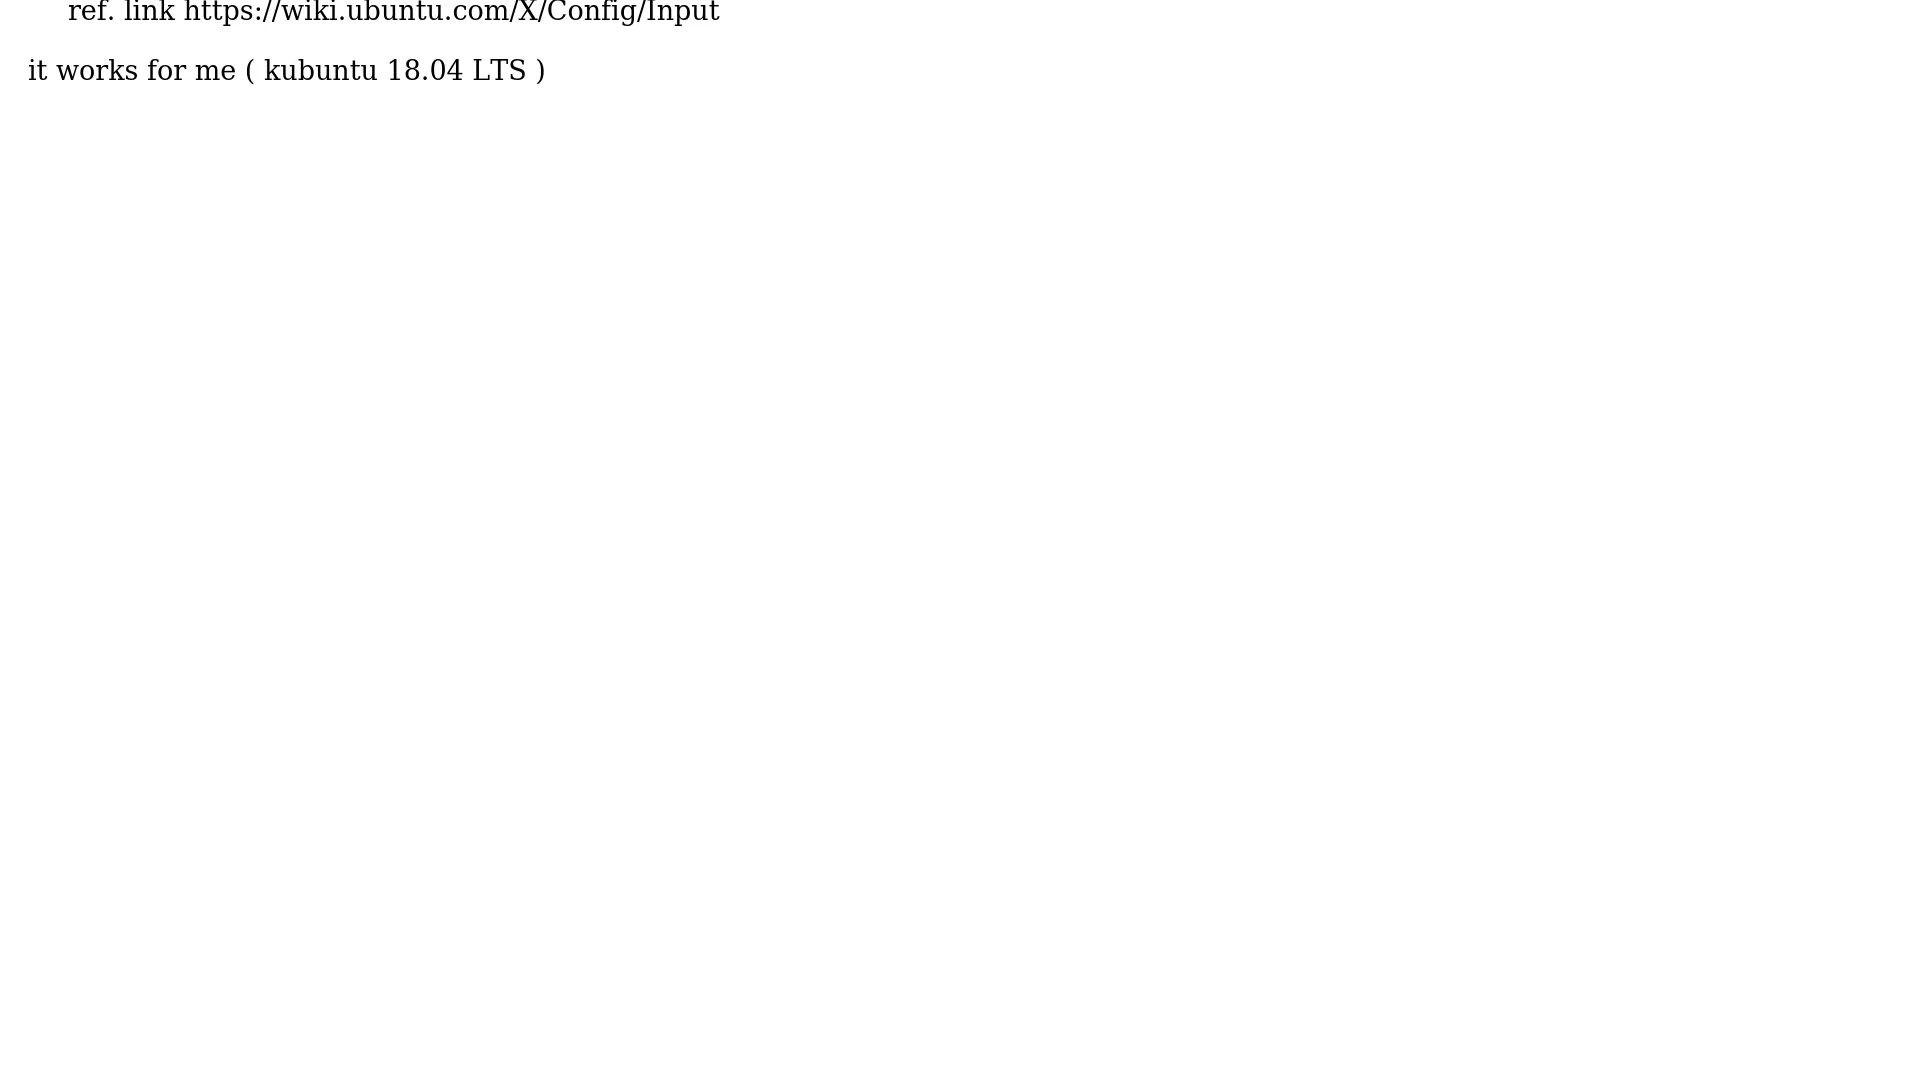 ref. link https://wiki.ubuntu.com/X/Config/Input
it works for me ( kubuntu 18.04 LTS )